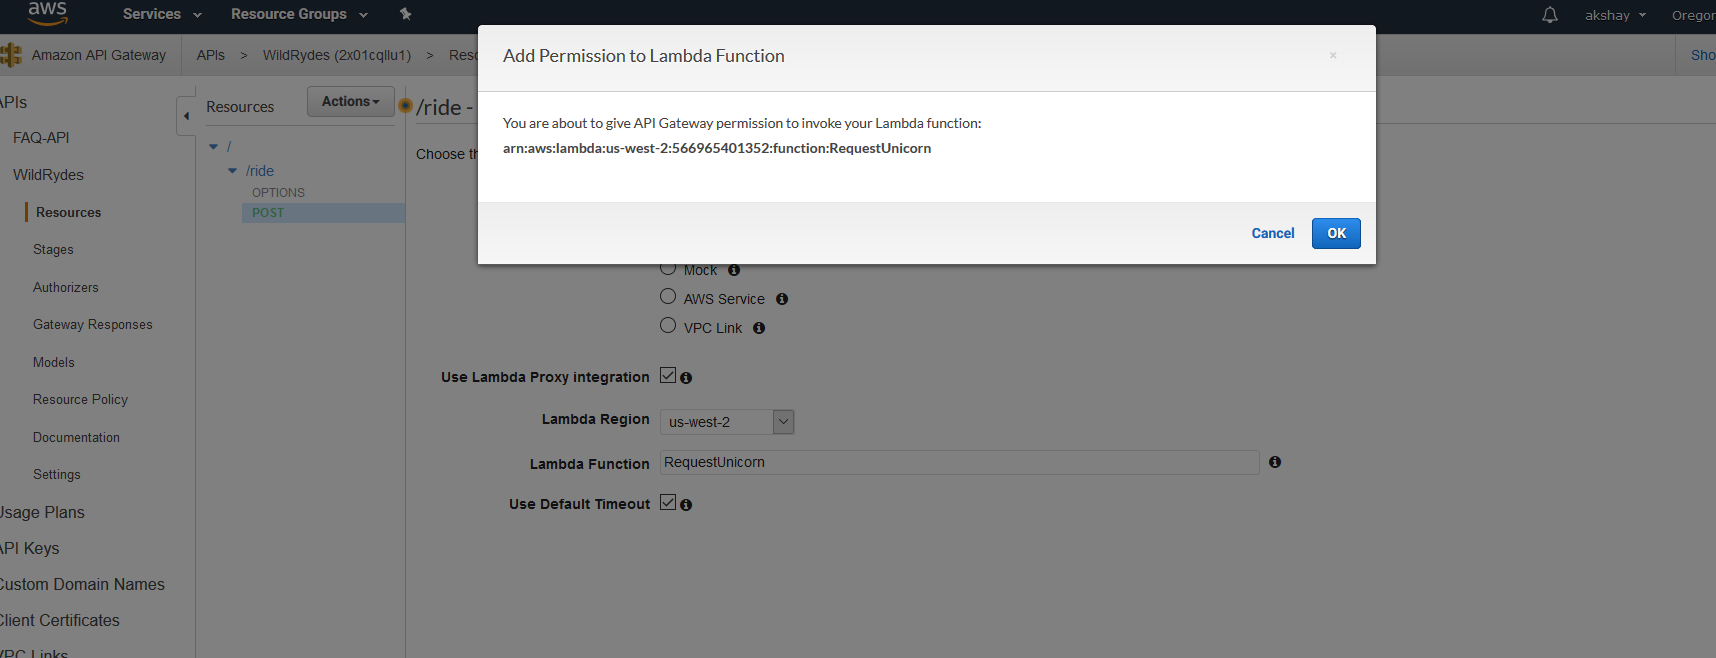 aws
Services
Resource Groups
akshay
Amazon API Gateway
APIs > WildRydes (2x01cqllu1) >
Add Permission to Lambda Function
×
You are about to give API Gateway permission to invoke your Lambda function:
arn:aws:lambda:us-west-2:566965401352:function:RequestUnicorn
Cancel
OK
APIs
FAQ-API
WildRydes
Resources
Stages
Authorizers
Gateway Responses
Models
Resource Policy
Documentation
Settings
Usage Plans
API Keys
Custom Domain Names
Client Certificates
VPC Links
Resources
Actions
/
/ride
OPTIONS
POST
/ride -
Choose
Mock
AWS Service
VPC Link
Use Lambda Proxy integration
Lambda Region
us-west-2
Lambda Function
RequestUnicorn
Use Default Timeout